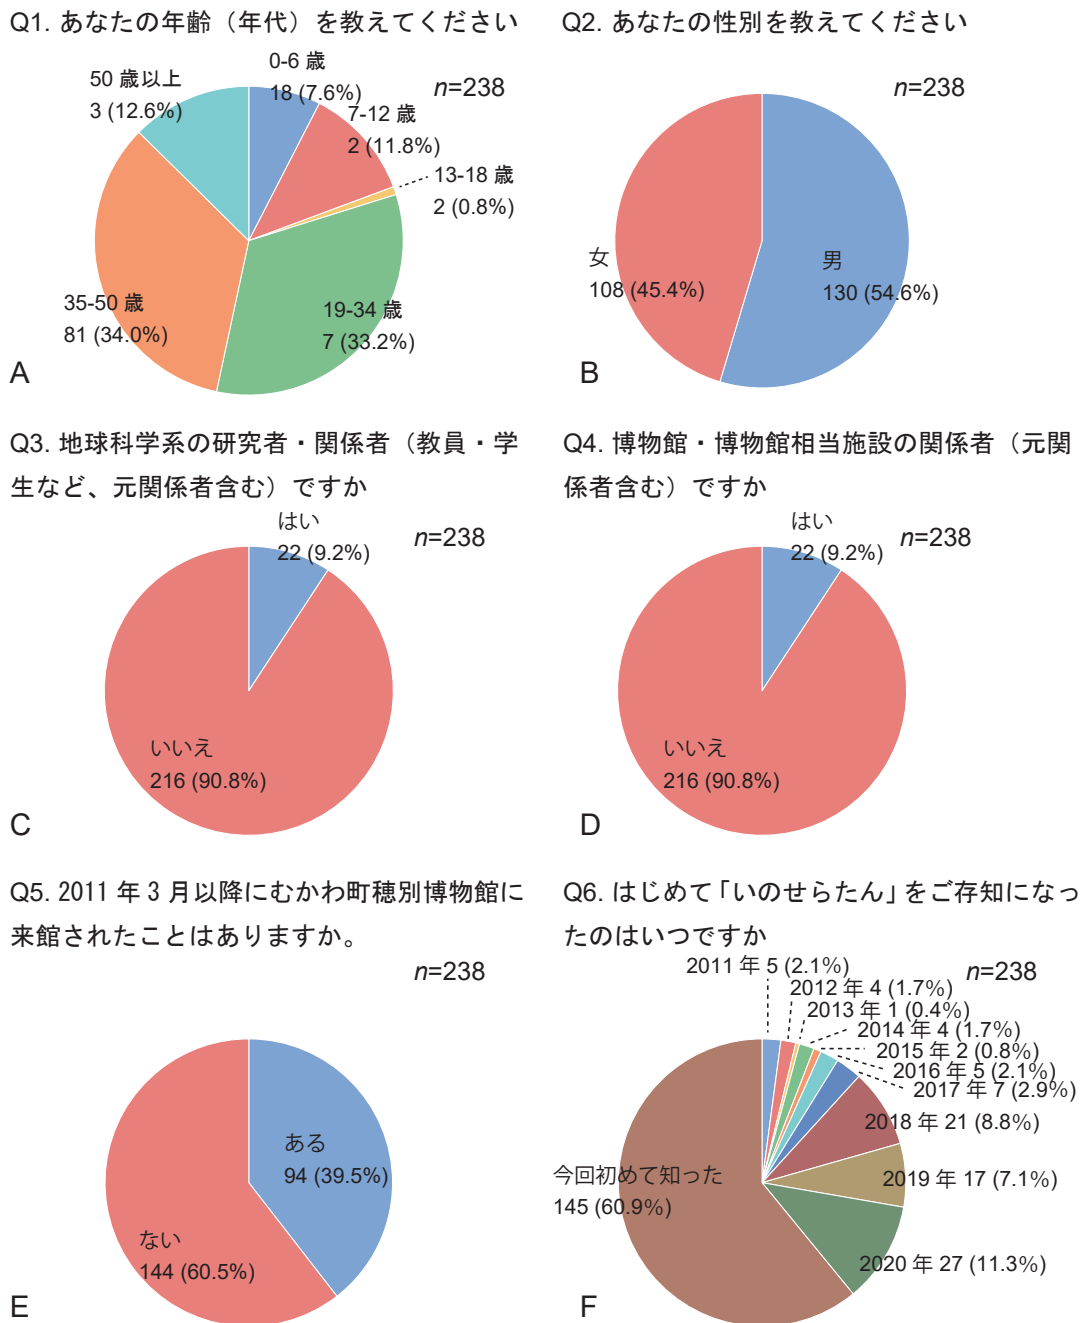 Q1. あなたの年齢（年代）を教えてください
n=238
0-6 歳
18 (7.6%)
7-12 歳
2 (11.8%)
13-18 歳
2 (0.8%)
19-34 歳
7 (33.2%)
35-50 歳
81 (34.0%)
50 歳以上
3 (12.6%)
A
Q2. あなたの性別を教えてください
n=238
男
130 (54.6%)
女
108 (45.4%)
B
Q3. 地球科学系の研究者・関係者（教員・学
生など、元関係者含む）ですか
n=238
はい
22 (9.2%)
いいえ
216 (90.8%)
C
Q4. 博物館・博物館相当施設の関係者（元関
係者含む）ですか
n=238
はい
22 (9.2%)
いいえ
216 (90.8%)
D
Q5. 2011 年 3 月以降にむかわ町穂別博物館に
来館されたことはありますか。
n=238
ある
94 (39.5%)
ない
144 (60.5%)
E
Q6. はじめて「いのせらたん」をご存知になっ
たのはいつですか
n=238
2011 年 5 (2.1%)
2012 年 4 (1.7%)
2013 年 1 (0.4%)
2014 年 4 (1.7%)
2015 年 2 (0.8%)
2016 年 5 (2.1%)
2017 年 7 (2.9%)
2018 年 21 (8.8%)
2019 年 17 (7.1%)
2020 年 27 (11.3%)
今回初めて知った
145 (60.9%)
F